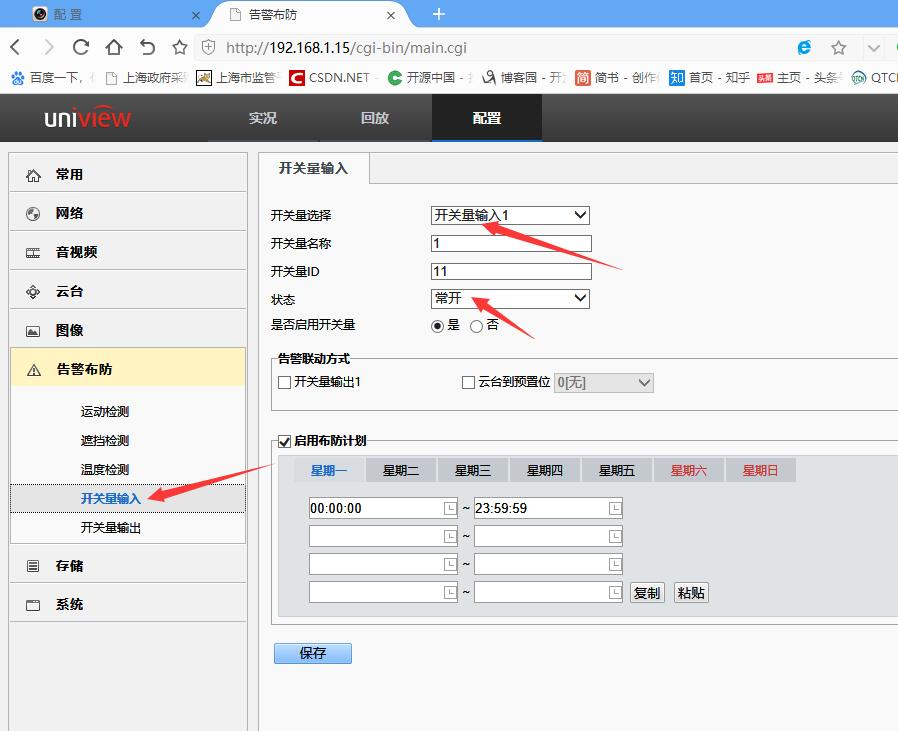 配 置
告警布防
http://192.168.1.15/cgi-bin/main.cgi
百度一下，
上海政府采
上海市监管
CSDN.NET -
开源中国 -
博客园 - 开
简书 - 创作
知 首页 - 知乎
头条 主页 - 头条
QTC
uniview
实况
回放
配置
常用
网络
音视频
云台
图像
告警布防
运动检测
遮挡检测
温度检测
开关量输入
开关量输出
存储
系统
开关量输入
开关量选择 开关量输入1
开关量名称 1
开关量ID 11
状态 常开
是否启用开关量 是 否
告警联动方式
开关量输出1 云台到预置位 0[无]
启用布防计划
星期一 星期二 星期三 星期四 星期五 星期六 星期日
00:00:00 ~ 23:59:59
~
~
~ 复制 粘贴
保存